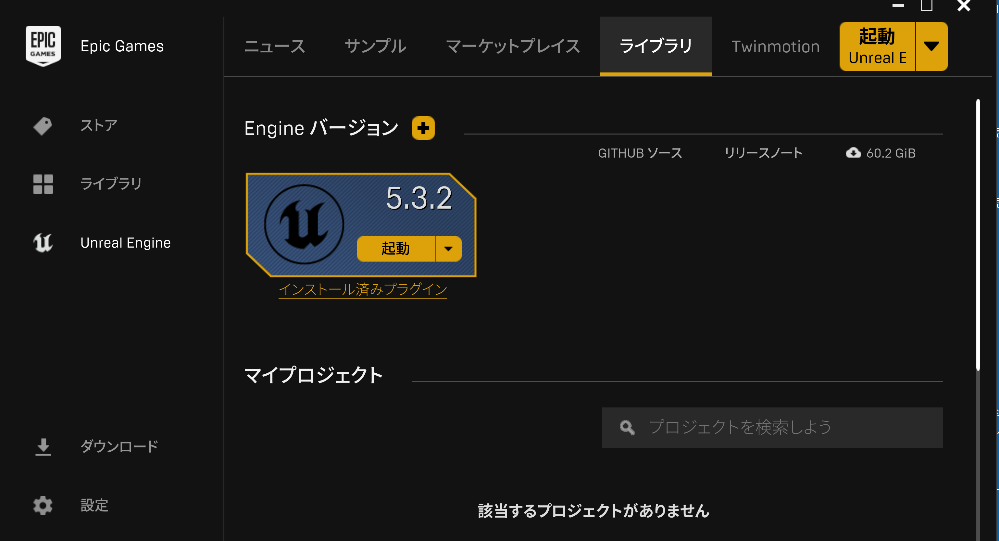 EPIC GAMES
Epic Games
ストア
ライブラリ
Unreal Engine
ダウンロード
設定
ニュース サンプル マーケットプレイス ライブラリ Twinmotion
起動
Unreal E
Engine バージョン
GITHUB ソース リリースノート 60.2 GiB
5.3.2
起動
インストール済みプラグイン
マイプロジェクト
プロジェクトを検索しよう
該当するプロジェクトがありません